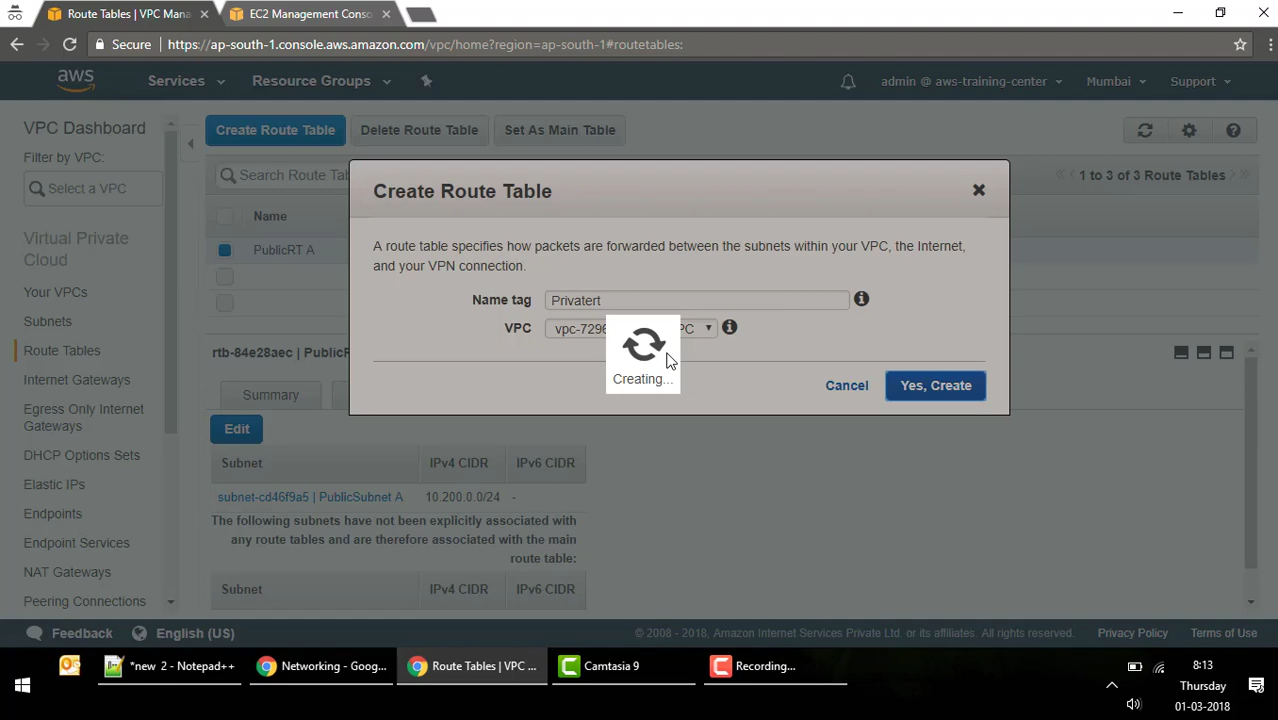 Route Tables | VPC Mana
EC2 Management Conso
Secure
https://ap-south-1.console.aws.amazon.com/vpc/home?region=ap-south-1#routetables:
aws
Services
Resource Groups
admin @ aws-training-center
Mumbai
Support
VPC Dashboard
Filter by VPC:
Select a VPC
Virtual Private
Cloud
Your VPCs
Subnets
Route Tables
Internet Gateways
Egress Only Internet
Gateways
DHCP Options Sets
Elastic IPs
Endpoints
Endpoint Services
NAT Gateways
Peering Connections
Create Route Table
Delete Route Table
Set As Main Table
Search Route Tab
1 to 3 of 3 Route Tables
Name
PublicRT A
Create Route Table
A route table specifies how packets are forwarded between the subnets within your VPC, the Internet,
and your VPN connection.
Name tag
Privatert
VPC
vpc-7296
PC
Creating...
Cancel
Yes, Create
rtb-84e28aec | PublicR
Summary
Edit
Subnet IPv4 CIDR IPv6 CIDR
subnet-cd46f9a5 | PublicSubnet A 10.200.0.0/24 -
The following subnets have not been explicitly associated with
any route tables and are therefore associated with the main
route table:
Subnet IPv4 CIDR IPv6 CIDR
Feedback
English (US)
© 2008 - 2018, Amazon Internet Services Private Ltd. or its affiliates. All rights reserved.
Privacy Policy
Terms of Use
*new 2 - Notepad++
Networking - Goog...
Route Tables | VPC ...
Camtasia 9
Recording...
8:13
Thursday
01-03-2018